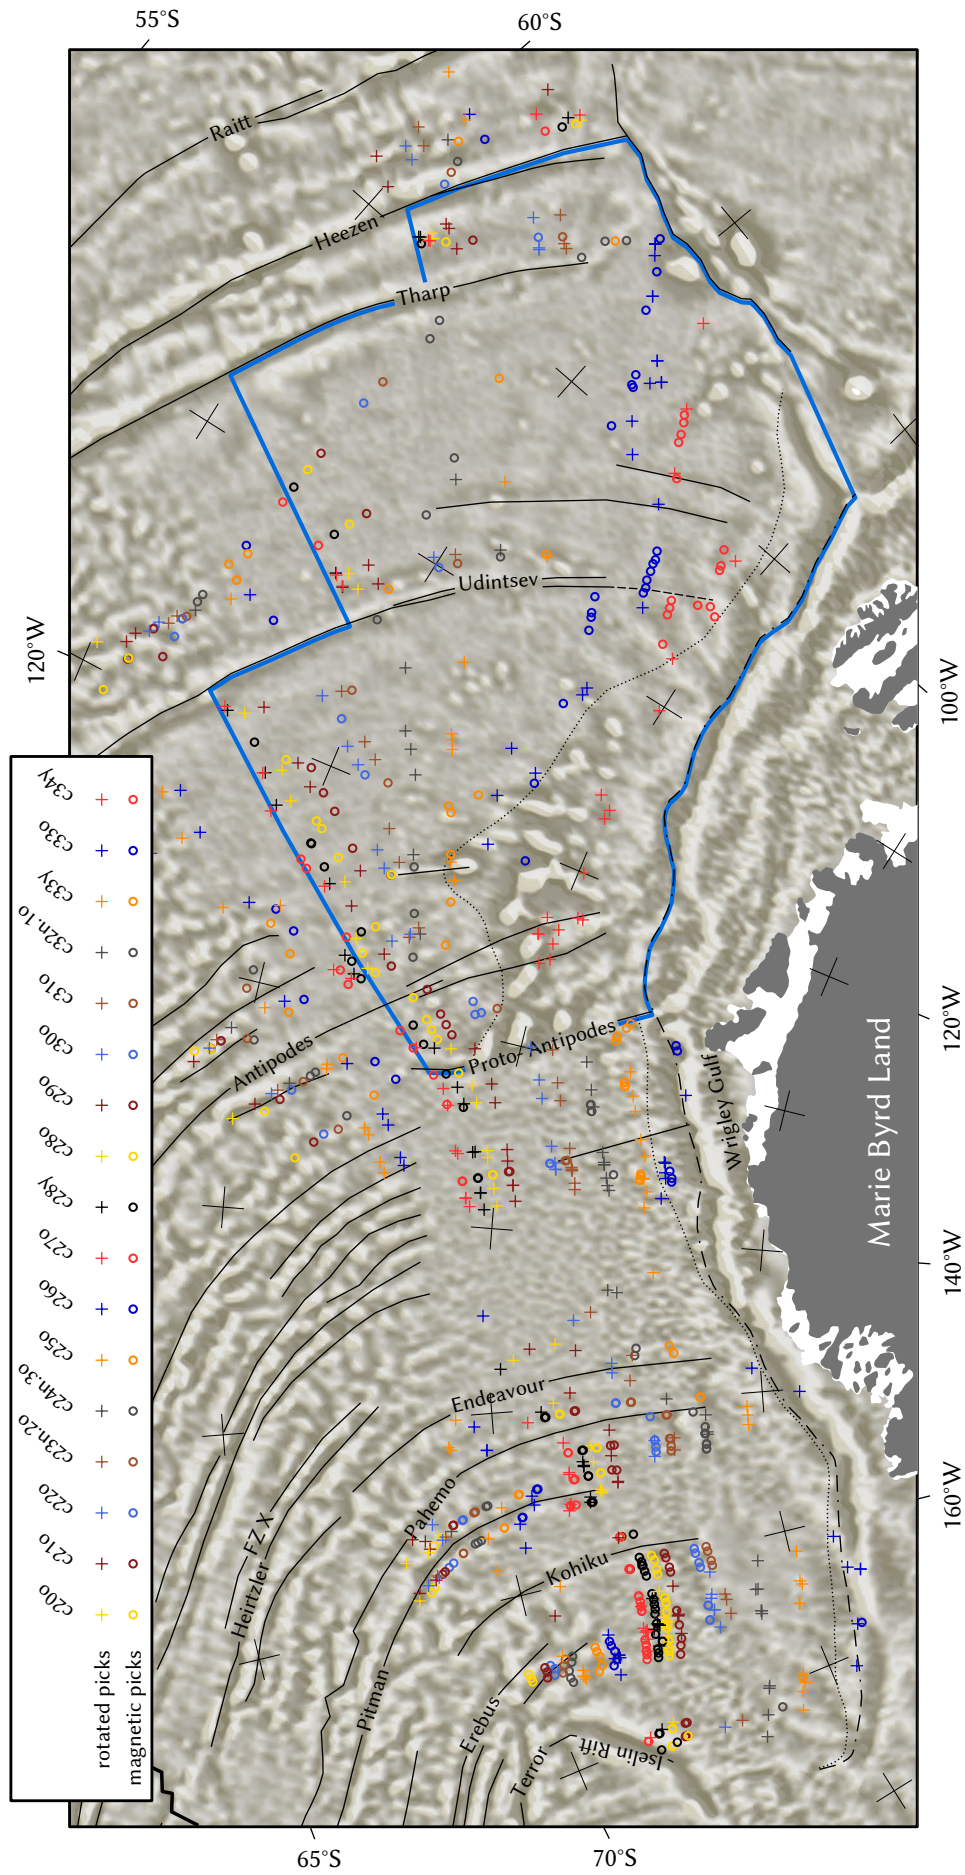 55°S
60°S
Raitt
Heezen
Tharp
Udintsev
120°W
100°W
c34y
c33o
c33y
c32n.1o
c31o
c30o
c29o
c28o
c28y
c27o
c26o
c25o
c24n.3o
c23n.2o
c22o
c21o
c20o
rotated picks
magnetic picks
Antipodes
Proto-Antipodes
120°W
Wrigley Gulf
Marie Byrd Land
140°W
Endeavour
Pahemo
160°W
FZ X
Heirtzler
Kohiku
Pitman
Erebus
Terror
Iselin Rift
65°S
70°S